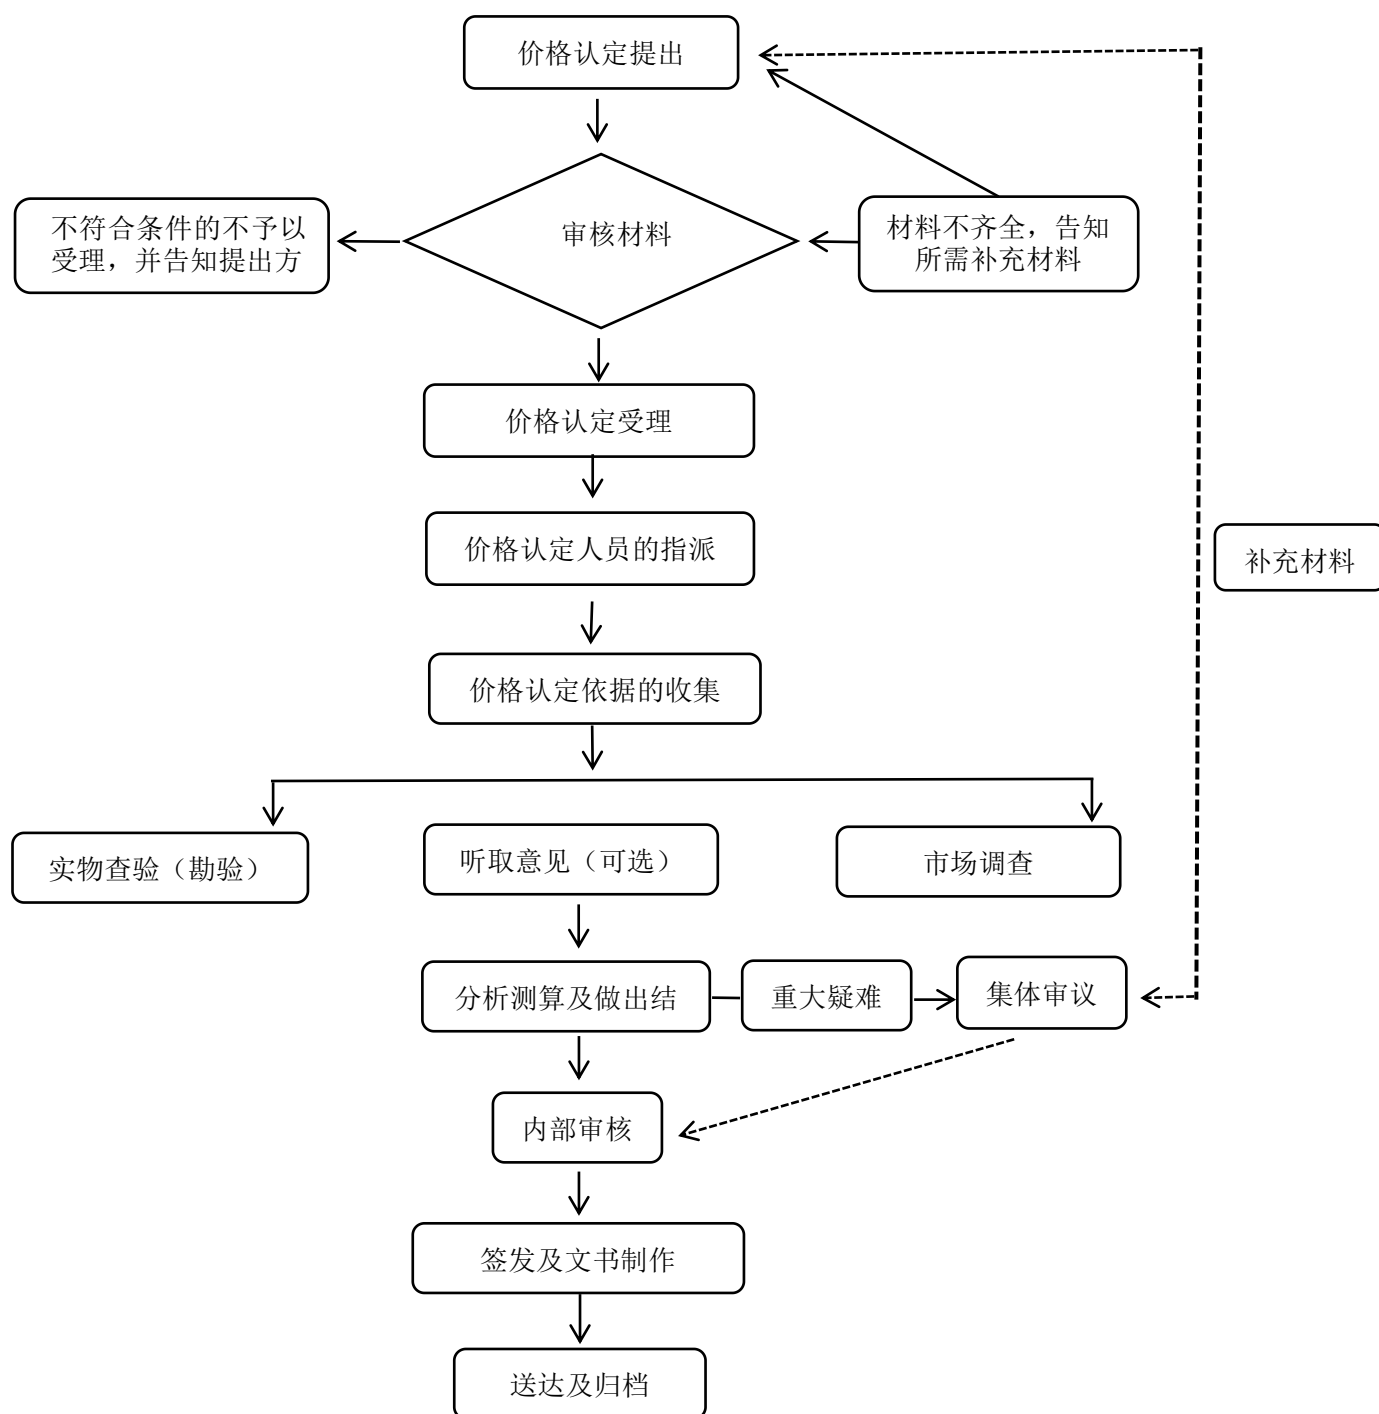 价格认定提出
审核材料
不符合条件的不予以
受理，并告知提出方
材料不齐全，告知
所需补充材料
价格认定受理
价格认定人员的指派
补充材料
价格认定依据的收集
实物查验（勘验）
听取意见（可选）
市场调查
分析测算及做出结
重大疑难
集体审议
内部审核
签发及文书制作
送达及归档